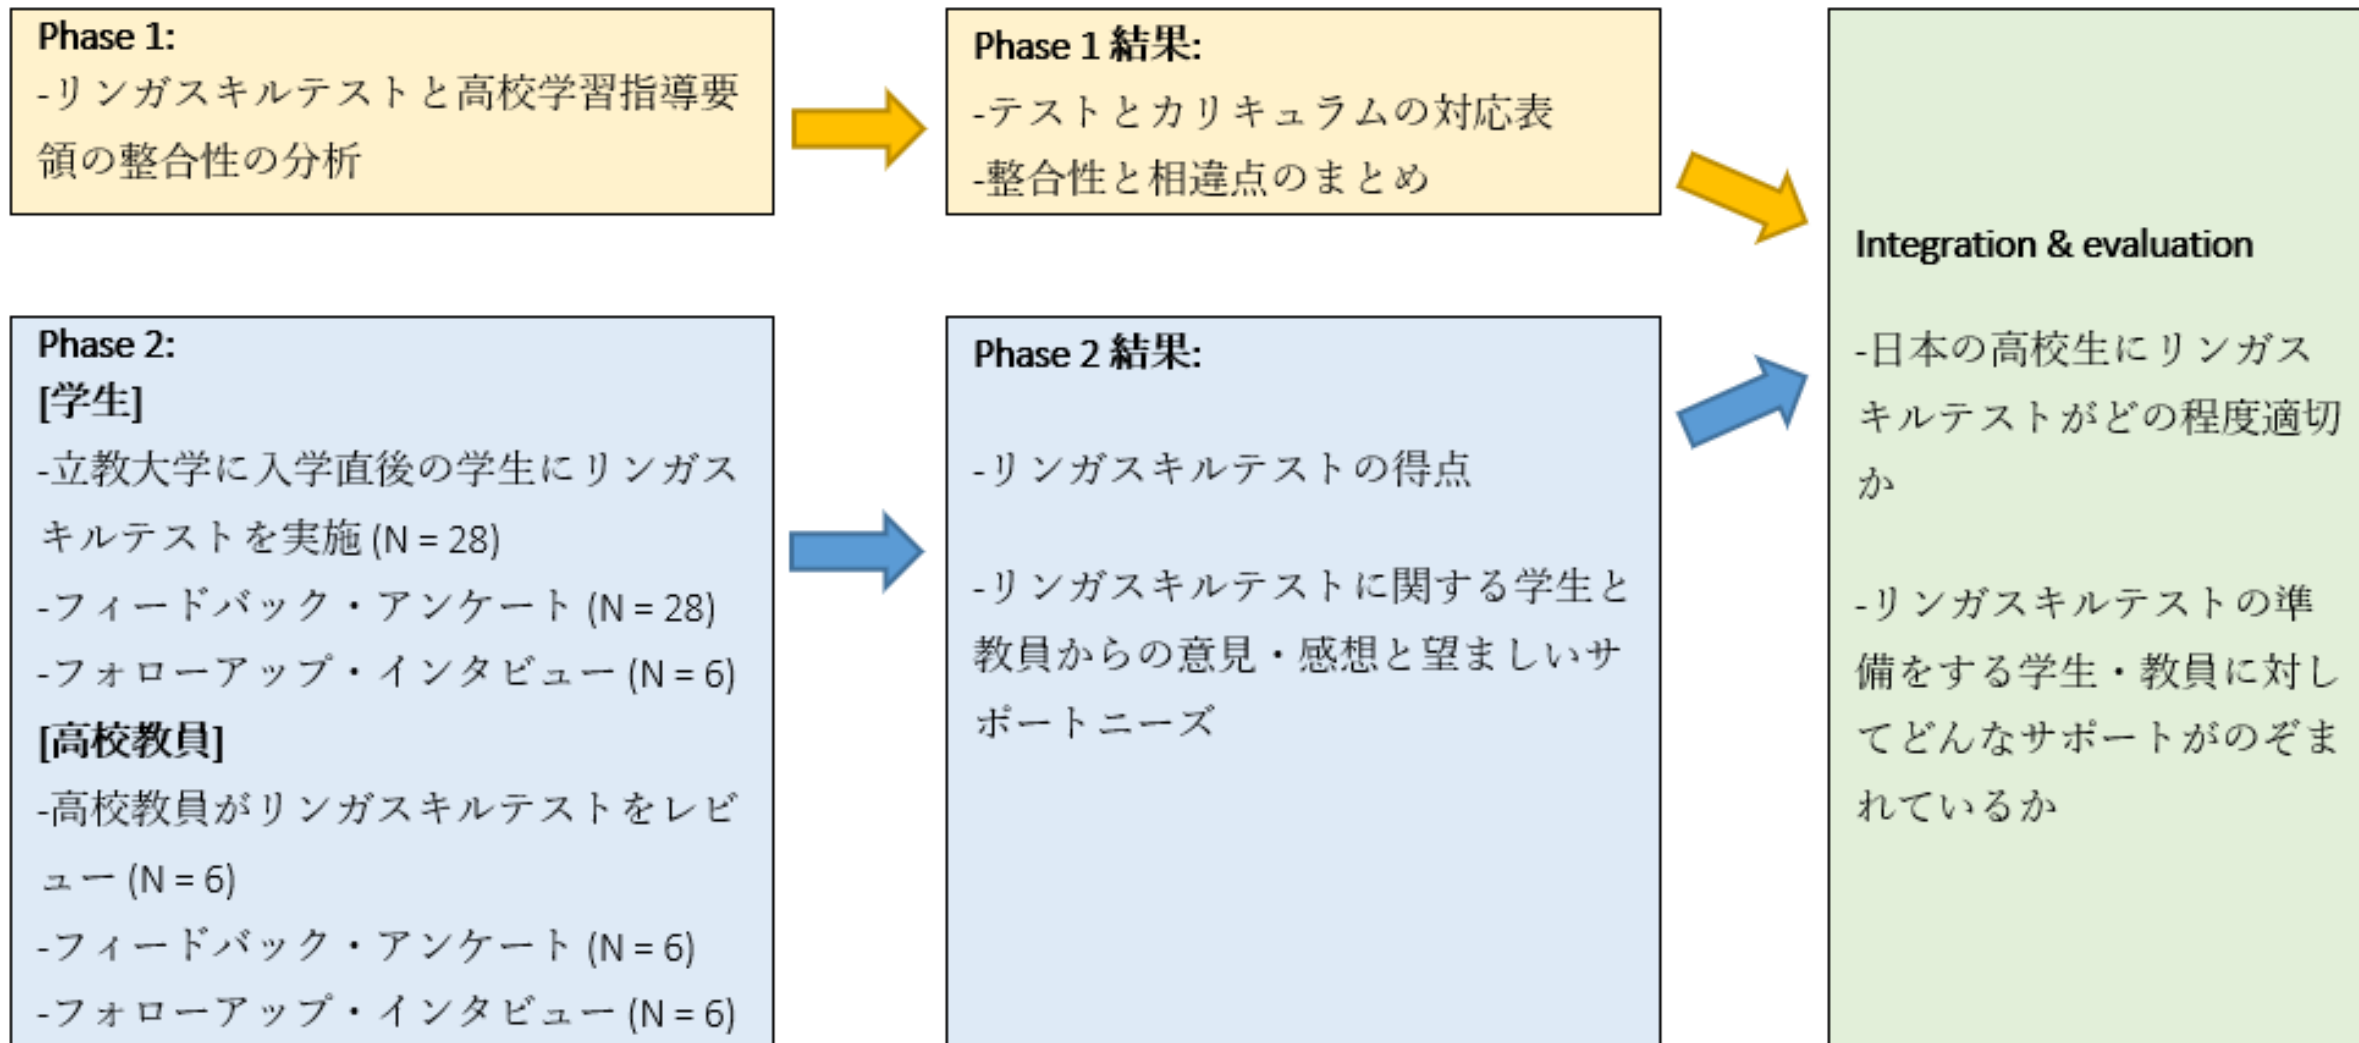 Phase 1:
-リンガスキルテストと高校学習指導要
領の整合性の分析
Phase 1 結果:
-テストとカリキュラムの対応表
-整合性と相違点のまとめ
Phase 2:
[学生]
-立教大学に入学直後の学生にリンガス
キルテストを実施 (N = 28)
-フィードバック・アンケート (N = 28)
-フォローアップ・インタビュー (N = 6)
[高校教員]
-高校教員がリンガスキルテストをレビ
ュー (N = 6)
-フィードバック・アンケート (N = 6)
-フォローアップ・インタビュー (N = 6)
Phase 2 結果:
-リンガスキルテストの得点
-リンガスキルテストに関する学生と
教員からの意見・感想と望ましいサ
ポートニーズ
Integration & evaluation
-日本の高校生にリンガス
キルテストがどの程度適切
か
-リンガスキルテストの準
備をする学生・教員に対し
てどんなサポートがのぞま
れているか